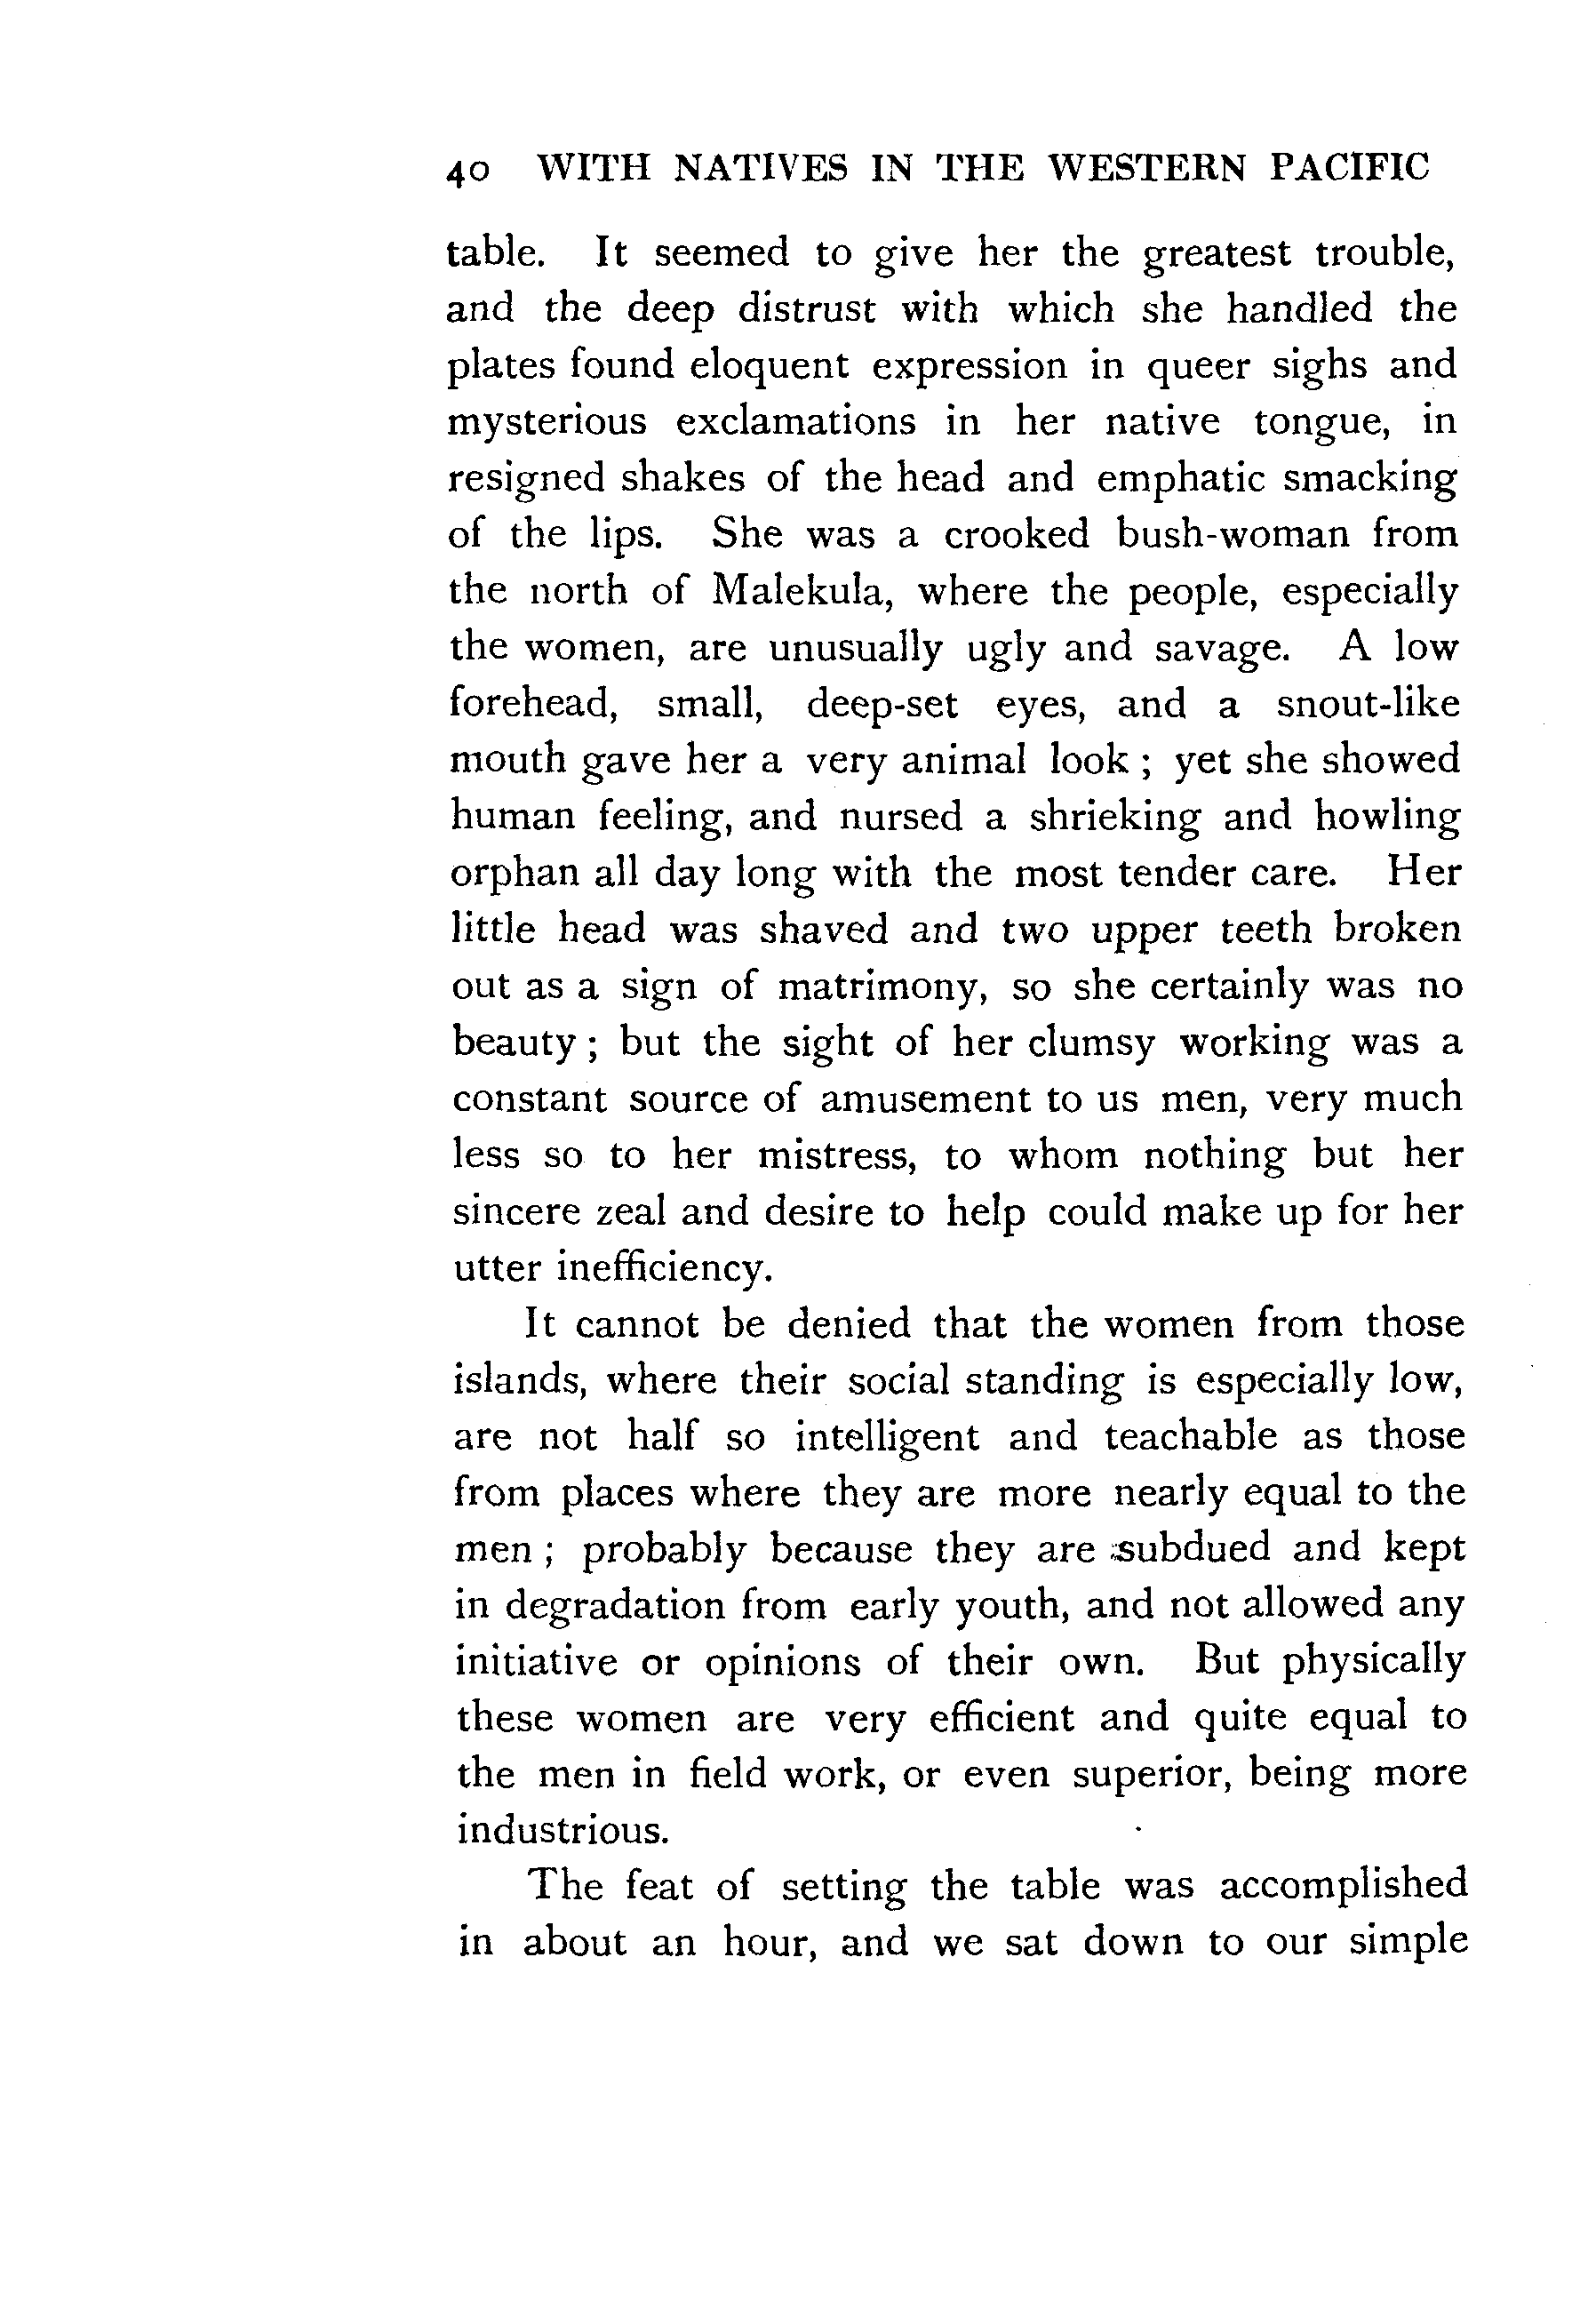 40 WITH NATIVES IN THE WESTERN PACIFIC
table. It seemed to give her the greatest trouble,
and the deep distrust with which she handled the
plates found eloquent expression in queer sighs and
mysterious exclamations in her native tongue, in
resigned shakes of the head and emphatic smacking
of the lips. She was a crooked bush-woman from
the north of Malekula, where the people, especially
the women, are unusually ugly and savage. A low
forehead, small, deep-set eyes, and a snout-like
mouth gave her a very animal look ; yet she showed
human feeling, and nursed a shrieking and howling
orphan all day long with the most tender care. Her
little head was shaved and two upper teeth broken
out as a sign of matrimony, so she certainly was no
beauty ; but the sight of her clumsy working was a
constant source of amusement to us men, very much
less so to her mistress, to whom nothing but her
sincere zeal and desire to help could make up for her
utter inefficiency.
It cannot be denied that the women from those
islands, where their social standing is especially low,
are not half so intelligent and teachable as those
from places where they are more nearly equal to the
men ; probably because they are subdued and kept
in degradation from early youth, and not allowed any
initiative or opinions of their own. But physically
these women are very efficient and quite equal to
the men in field work, or even superior, being more
industrious.
The feat of setting the table was accomplished
in about an hour, and we sat down to our simple